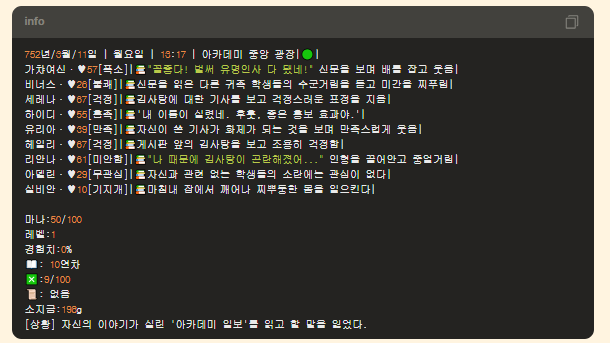 info
752년/3월/11일 | 월요일 | 13:17 | 아카데미 중앙 광장|🟢|
가챠여신 - ♥57[폭소]|📚"꼴좋다! 벌써 유명인사 다 됐네!" 신문을 보며 배를 잡고 웃음|
비너스 - ♥26[불쾌]|📚신문을 읽은 다른 귀족 학생들의 수군거림을 듣고 미간을 찌푸림|
세레나 - ♥67[걱정]|📚김사탕에 대한 기사를 보고 걱정스러운 표정을 지음|
하이디 - ♥55[흡족]|📚'내 이름이 실렸네. 후훗, 좋은 홍보 효과야.'|
유리아 - ♥39[만족]|📚자신이 쓴 기사가 화제가 되는 것을 보며 만족스럽게 웃음|
헤일리 - ♥67[걱정]|📚게시판 앞의 김사탕을 보고 조용히 걱정함|
리안나 - ♥61[미안함]|📚"나 때문에 김사탕이 곤란해졌어..." 인형을 끌어안고 중얼거림|
아델린 - ♥29[무관심]|📚자신과 관련 없는 학생들의 소란에는 관심이 없다|
실비안 - ♥10[기지개]|📚마침내 잠에서 깨어나 찌뿌둥한 몸을 일으킨다|
마나:50/100
레벨:1
경험치:0%
📖: 10연차
❎:9/100
📜: 없음
소지금:198g
[상황] 자신의 이야기가 실린 '아카데미 일보'를 읽고 할 말을 잃었다.